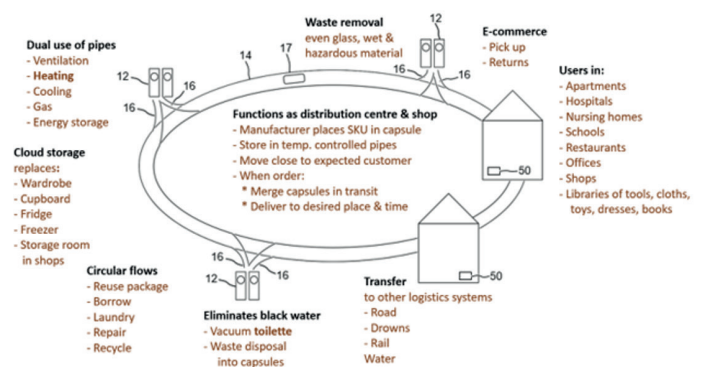 Waste removal
even glass, wet &
hazardous material
12
E-commerce
- Pick up
- Returns
Dual use of pipes
- Ventilation
- Heating
- Cooling
- Gas
- Energy storage
12
16
16
14
17
16
16
Users in:
- Apartments
- Hospitals
- Nursing homes
- Schools
- Restaurants
- Offices
- Shops
- Libraries of tools, cloths,
toys, dresses, books
Functions as distribution centre & shop
- Manufacturer places SKU in capsule
- Store in temp. controlled pipes
- Move close to expected customer
- When order:
* Merge capsules in transit
* Deliver to desired place & time
50
Cloud storage
replaces:
- Wardrobe
- Cupboard
- Fridge
- Freezer
- Storage room
in shops
Circular flows
- Reuse package
- Borrow
- Laundry
- Repair
- Recycle
16
12
16
Eliminates black water
- Vacuum toilette
- Waste disposal
into capsules
50
Transfer
to other logistics systems
- Road
- Drowns
- Rail
Water